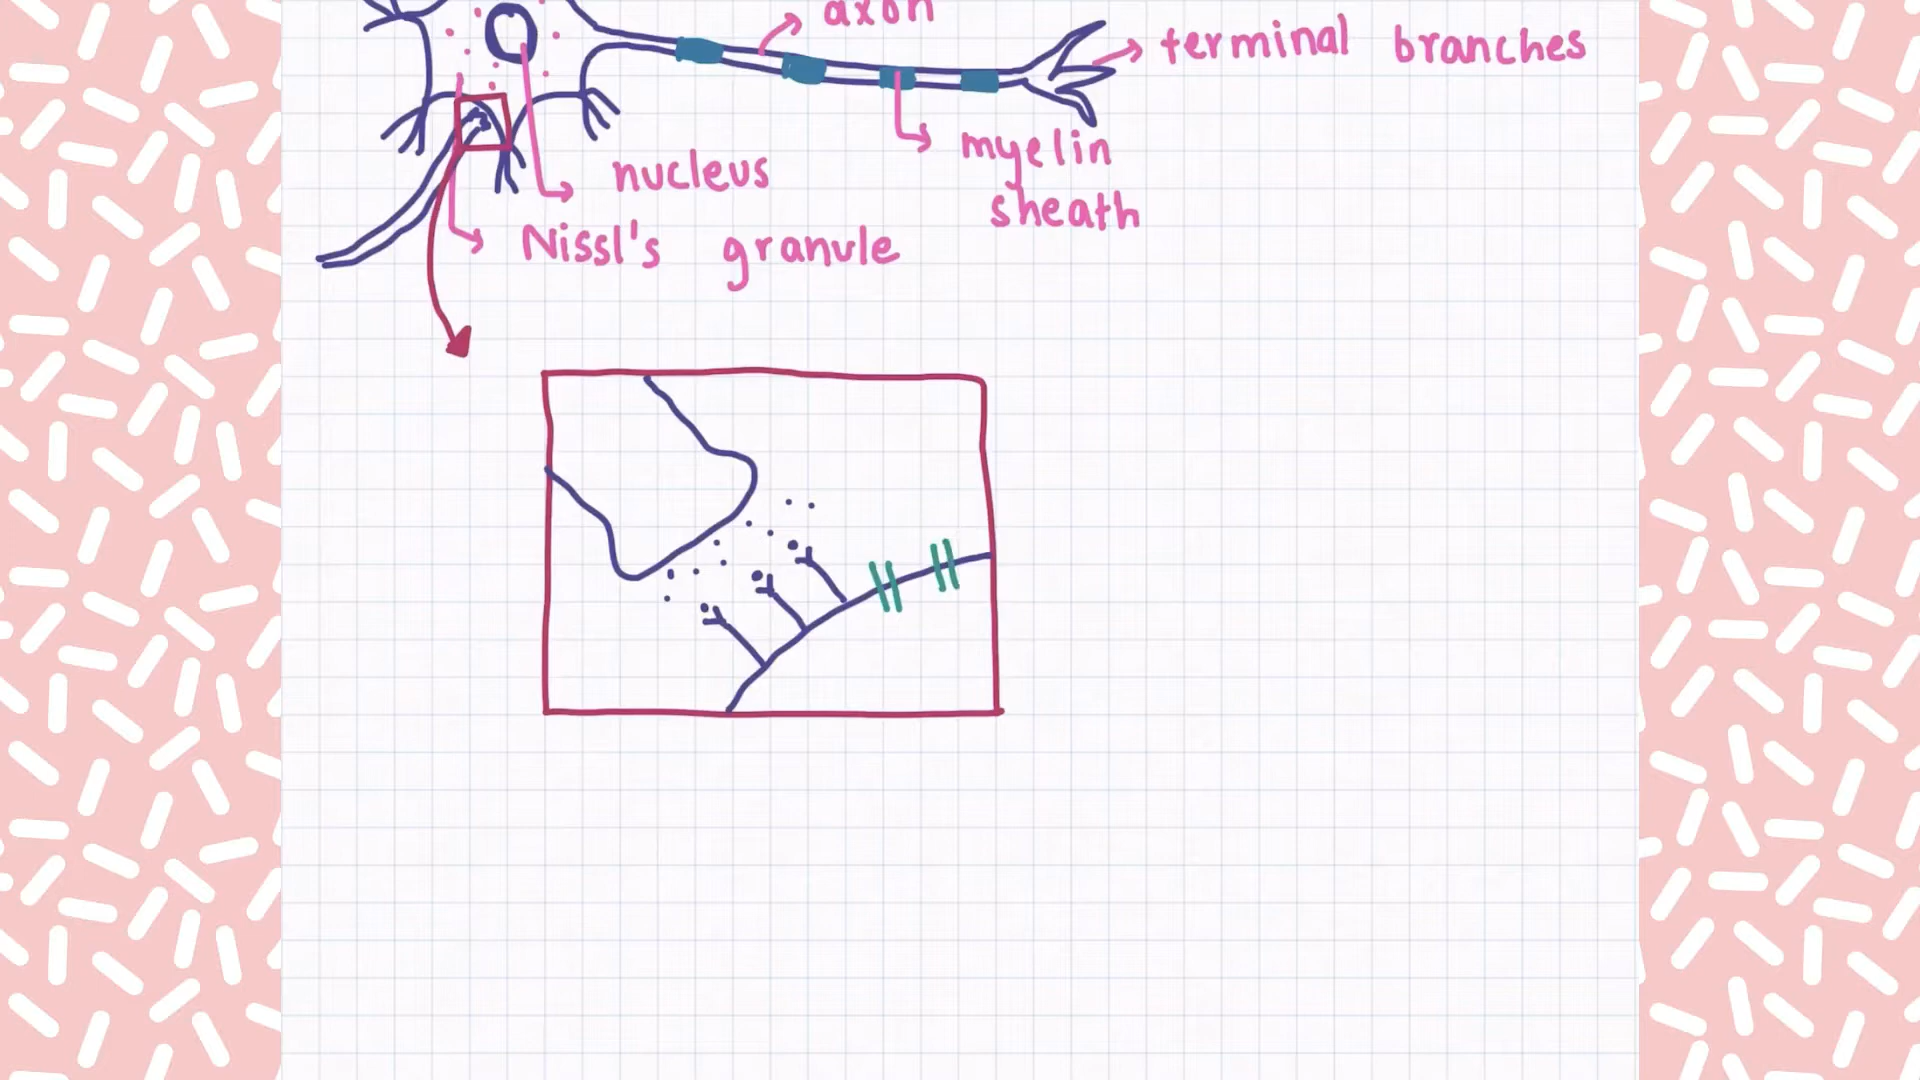 axon
terminal branches
myelin
sheath
nucleus
Nissl's granule